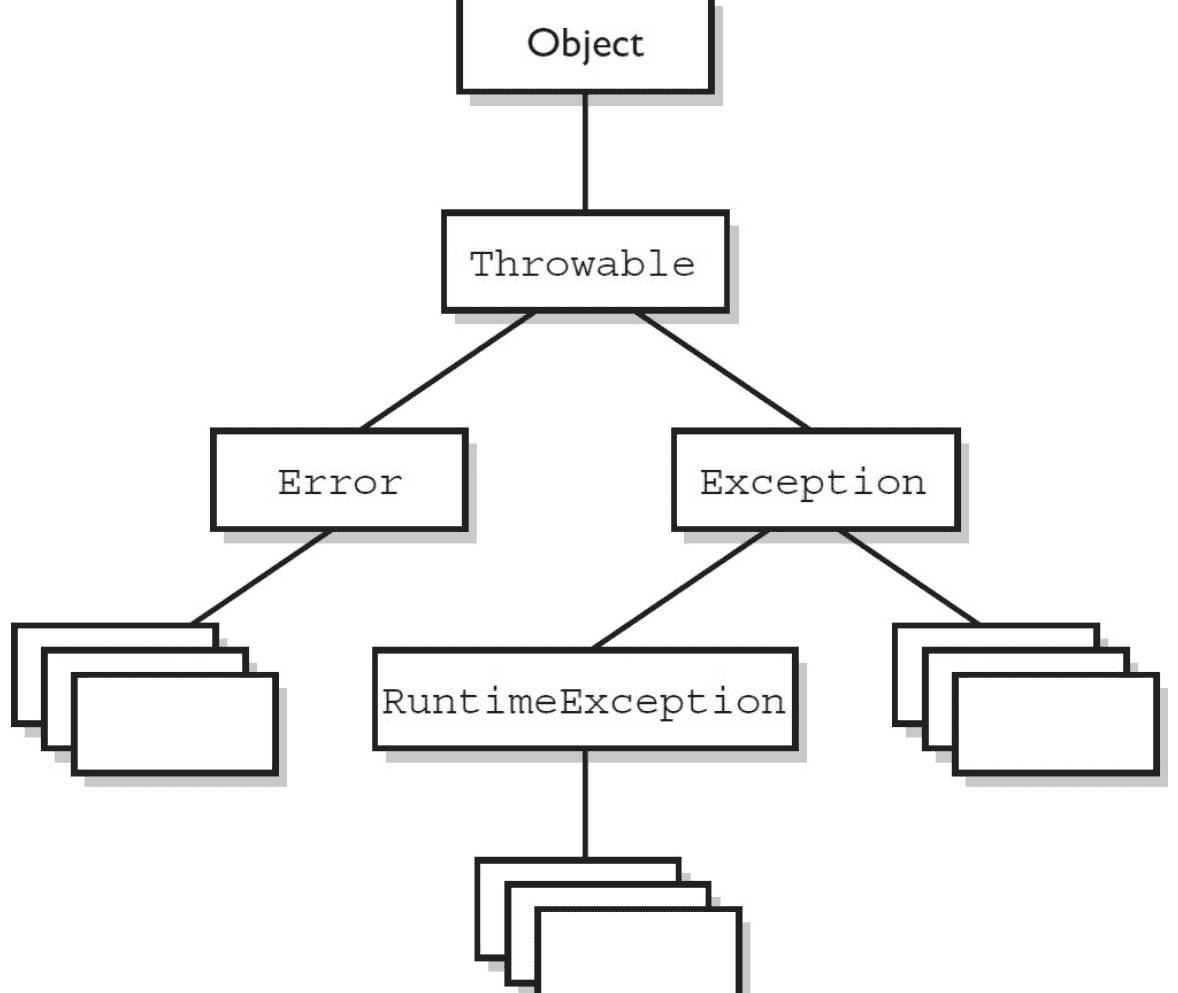 Object
Throwable
Error
Exception
RuntimeException